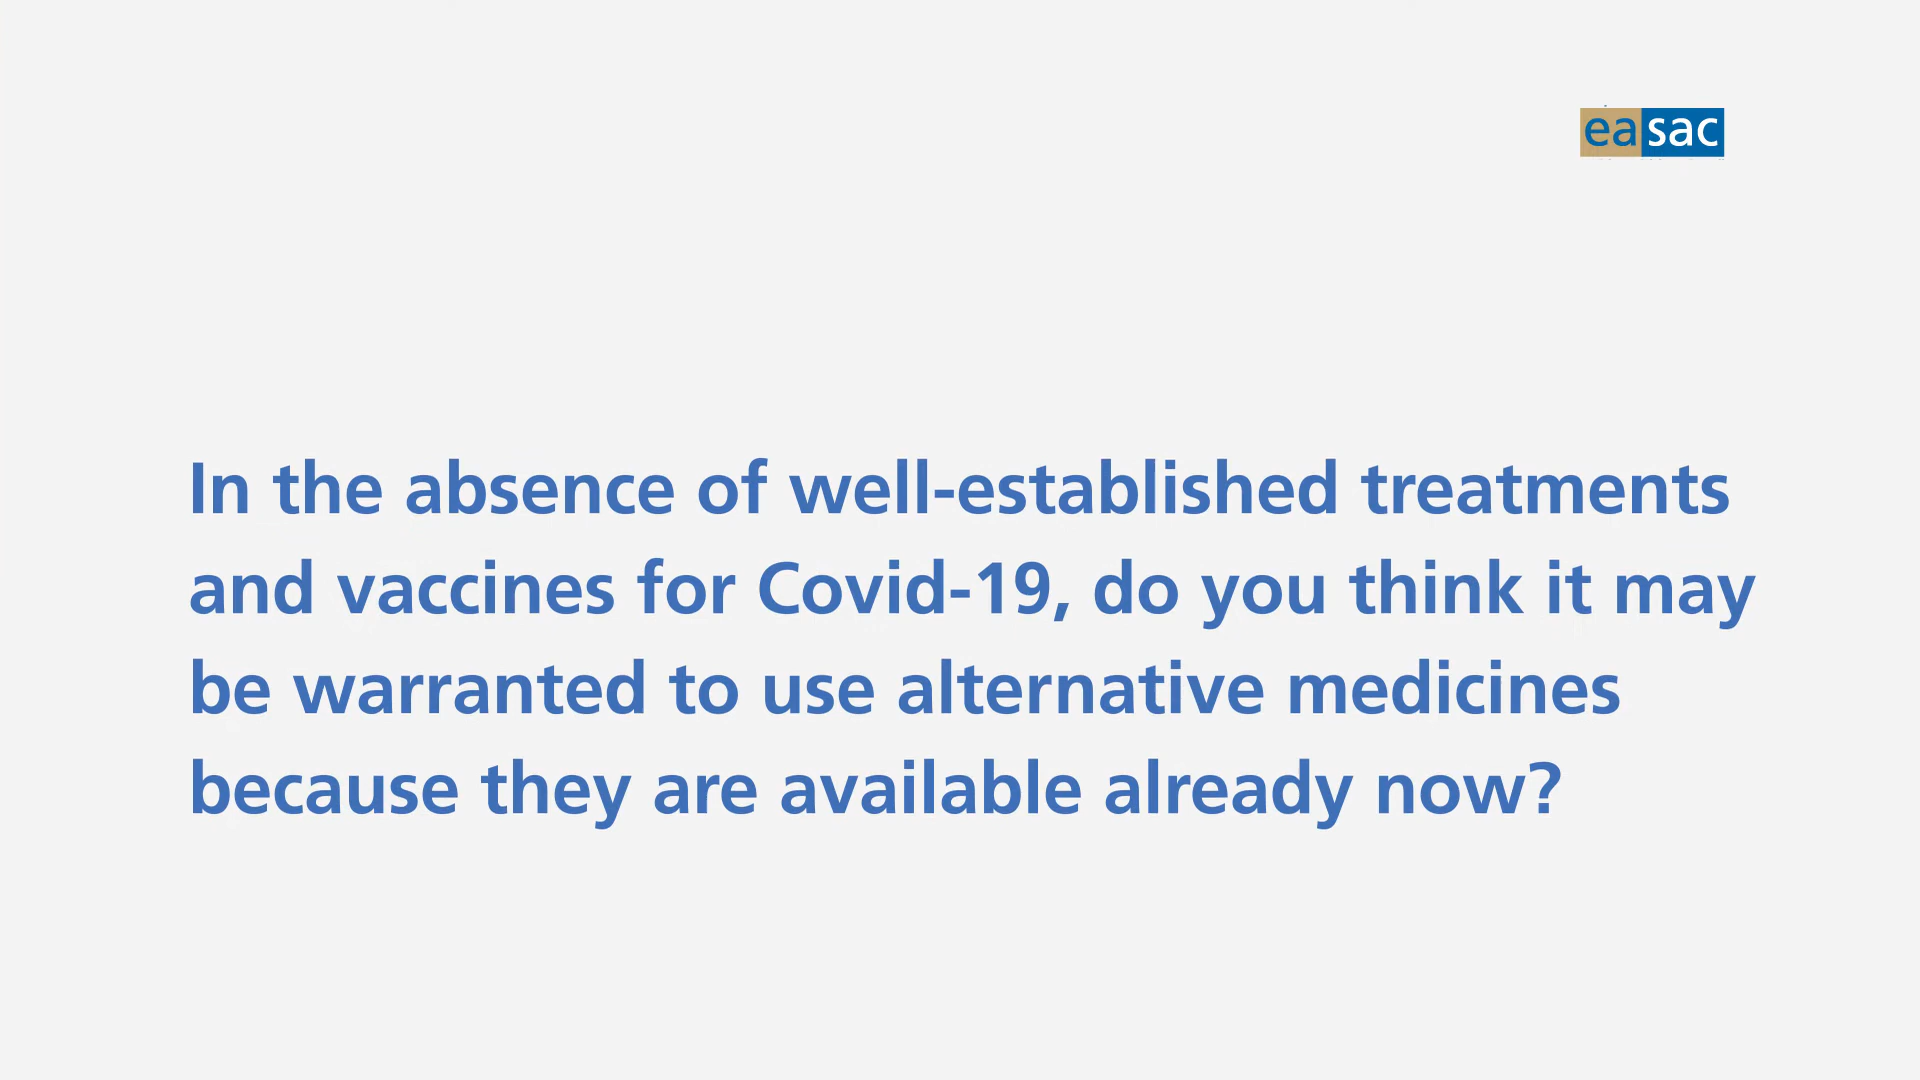 easac
In the absence of well-established treatments
and vaccines for Covid-19, do you think it may
be warranted to use alternative medicines
because they are available already now?